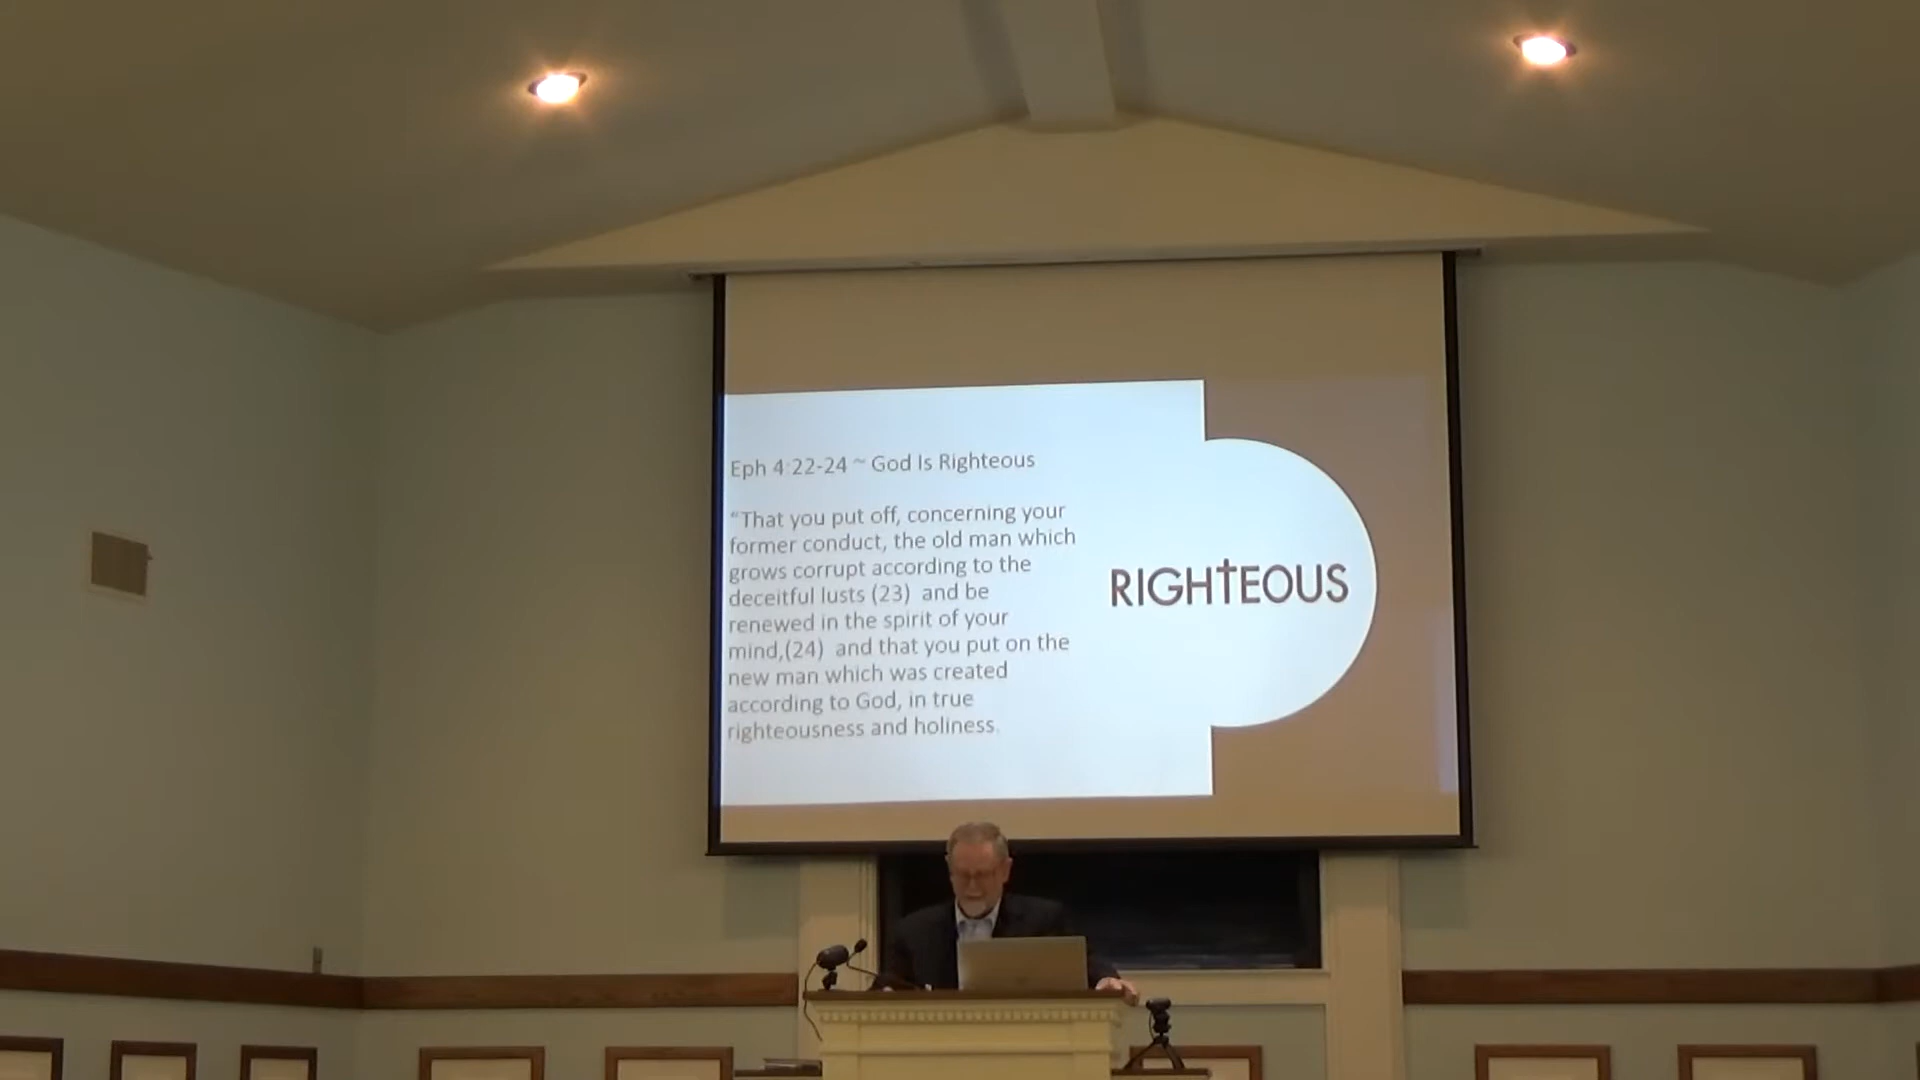 Eph 4:22-24 ~ God Is Righteous
“That you put off, concerning your
former conduct, the old man which
grows corrupt according to the
deceitful lusts (23)  and be
renewed in the spirit of your
mind,(24)  and that you put on the
new man which was created
according to God, in true
righteousness and holiness.
RIGHTEOUS